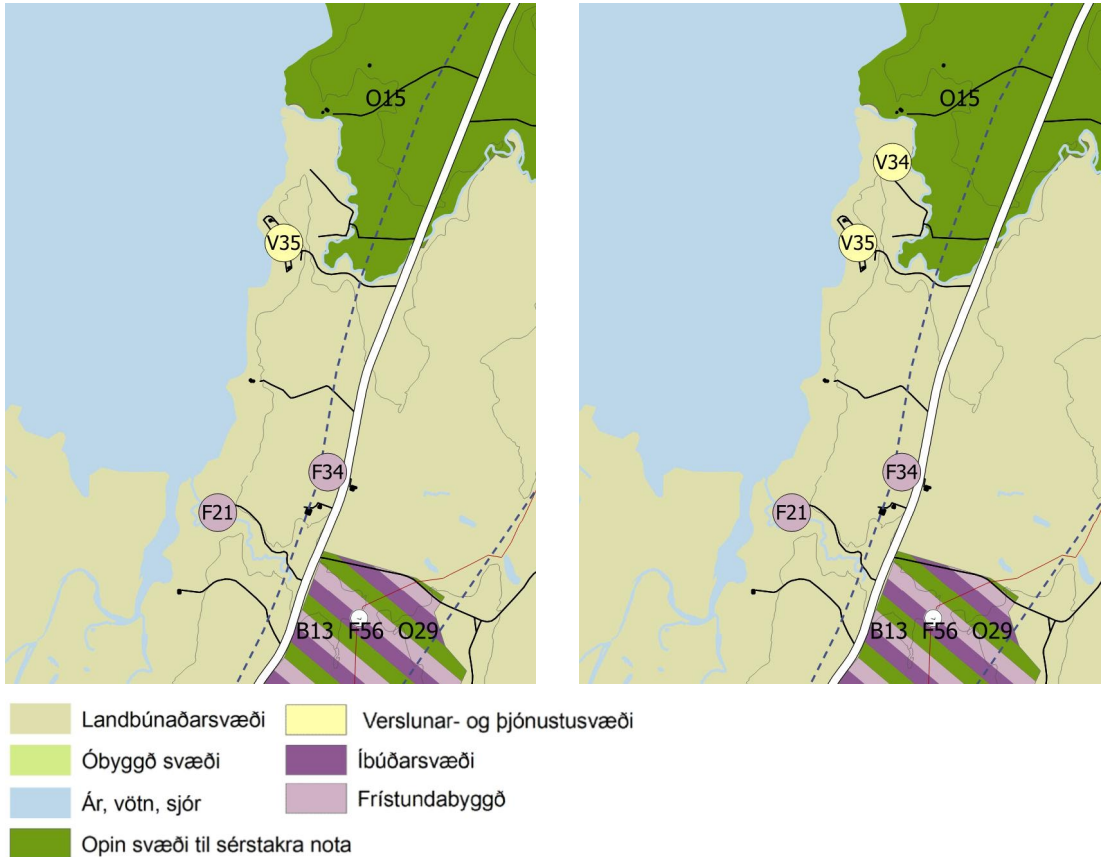 O15
V35
F34
F21
B13 F56 O29
O15
V34
V35
F34
F21
B13 F56 O29
Landbúnaðarsvæði
Óbyggð svæði
Ár, vötn, sjór
Opin svæði til sérstakra nota
Verslunar- og þjónustusvæði
Íbúðarsvæði
Frístundabyggð